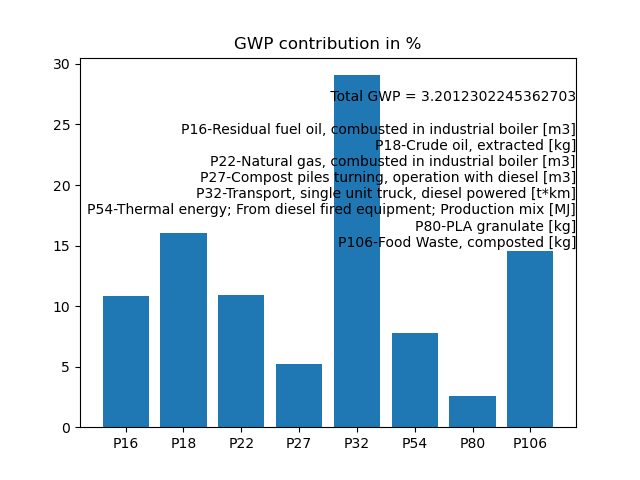 GWP contribution in %
30
25
20
15
10
5
0
Total GWP = 3.2012302245362703
P16-Residual fuel oil, combusted in industrial boiler [m3]
P18-Crude oil, extracted [kg]
P22-Natural gas, combusted in industrial boiler [m3]
P27-Compost piles turning, operation with diesel [m3]
P32-Transport, single unit truck, diesel powered [t*km]
P54-Thermal energy; From diesel fired equipment; Production mix [MJ]
P80-PLA granulate [kg]
P106-Food Waste, composted [kg]
P16 P18 P22 P27 P32 P54 P80 P106